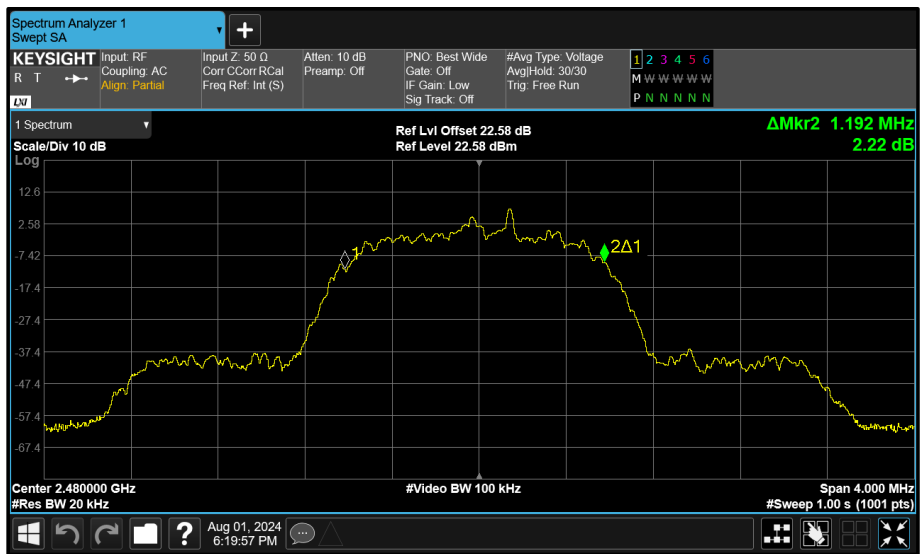 Spectrum Analyzer 1
Swept SA
+
KEYSIGHT
R T
LXI
Input: RF
Coupling: AC
Align: Partial
Input Z: 50 Ω
Corr CCorr RCal
Freq Ref: Int (S)
Atten: 10 dB
Preamp: Off
PNO: Best Wide
Gate: Off
IF Gain: Low
Sig Track: Off
#Avg Type: Voltage
Avg|Hold: 30/30
Trig: Free Run
1 2 3 4 5 6
M W W W W W
P N N N N N
1 Spectrum
Scale/Div 10 dB
Log
Ref Lvl Offset 22.58 dB
Ref Level 22.58 dBm
ΔMkr2 1.192 MHz
2.22 dB
12.6
2.58
-7.42
-17.4
-27.4
-37.4
-47.4
-57.4
-67.4
1
2Δ1
Center 2.480000 GHz
#Res BW 20 kHz
#Video BW 100 kHz
Span 4.000 MHz
#Sweep 1.00 s (1001 pts)
?
Aug 01, 2024
6:19:57 PM